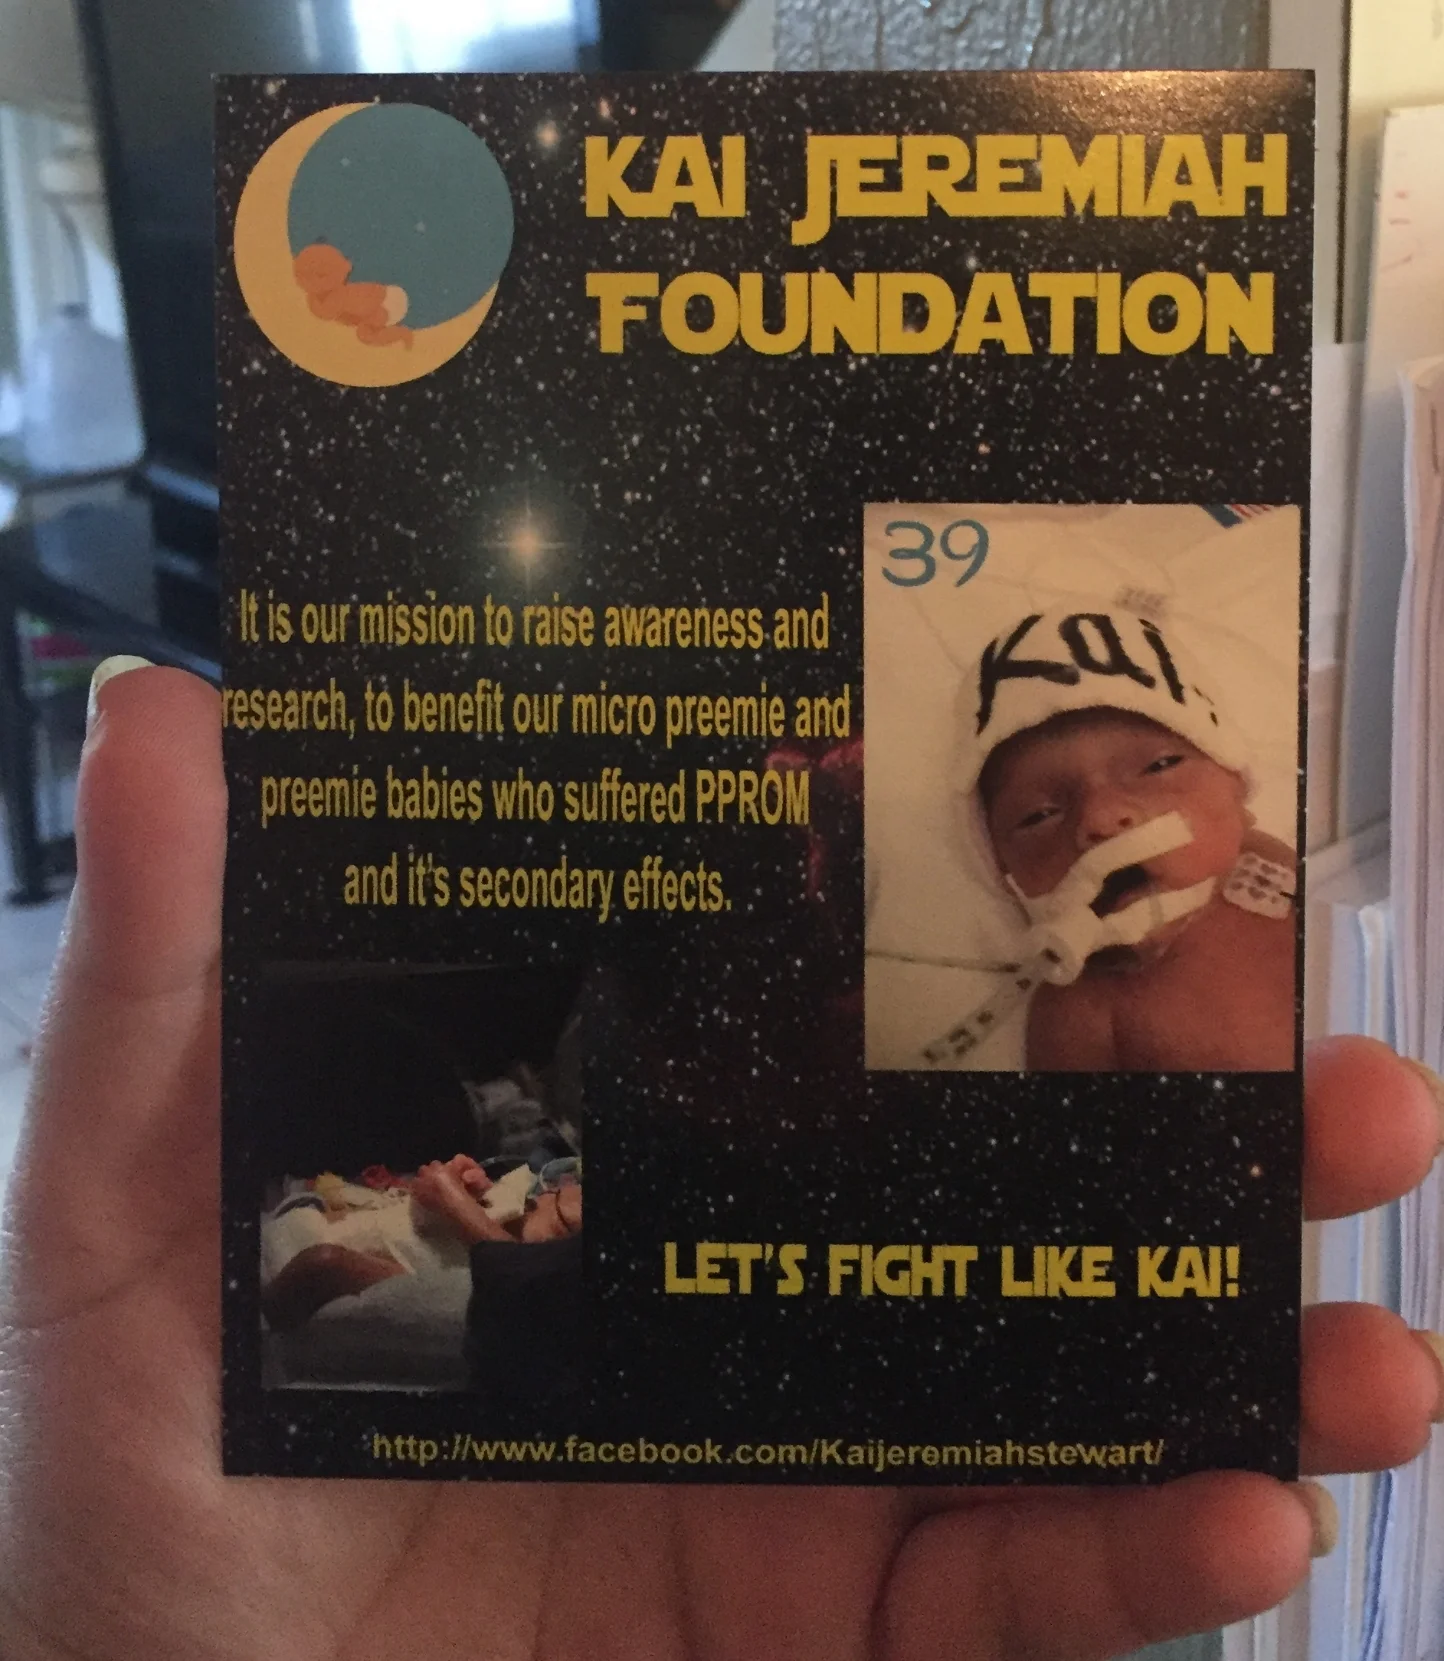 KAI JEREMIAH
FOUNDATION
39
Kai
It is our mission to raise awareness and
research, to benefit our micro preemie and
preemie babies who suffered PPROM
and it's secondary effects.
LET'S FIGHT LIKE KAI!
http://www.facebook.com/Kaijeremiahstewart/